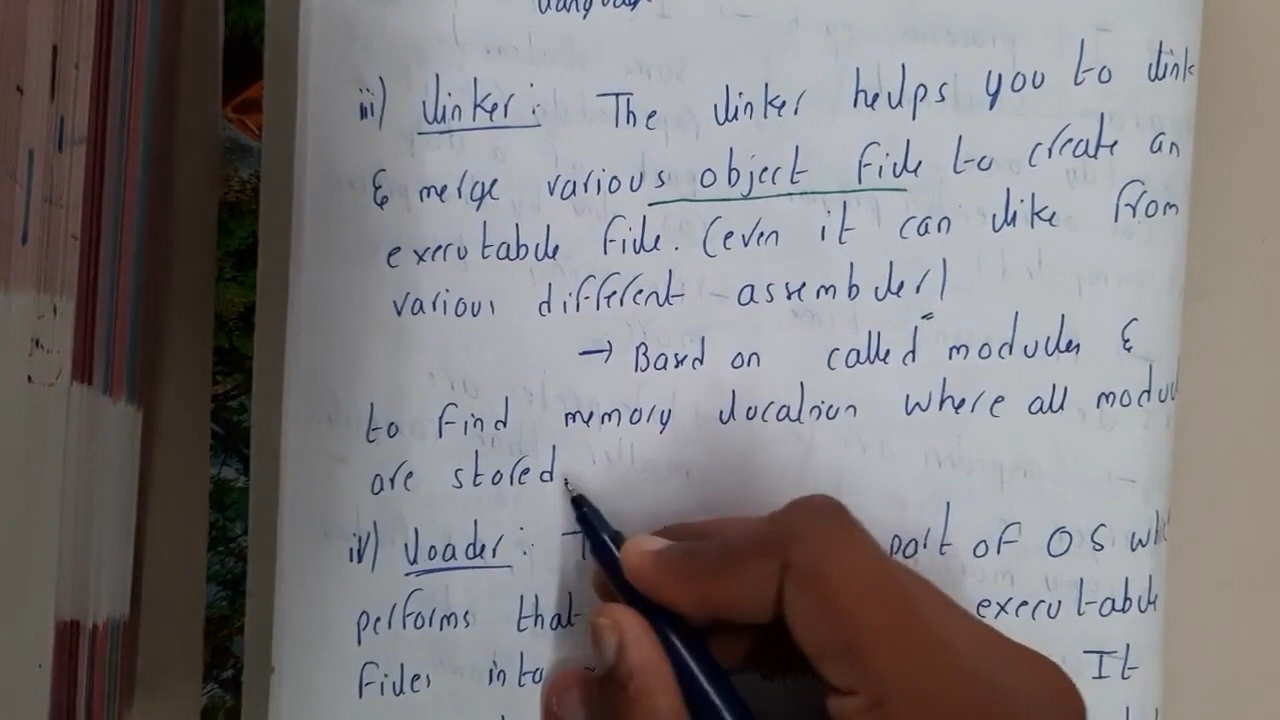 iii) Linker: The linker helps you to link
& merge various object file to create an
executable file. (even it can like from
various different assembler)
→ Based on called modules &
to find memory location where all modul
are stored.
iv) Loader: part of OS
performs that executable
files into It